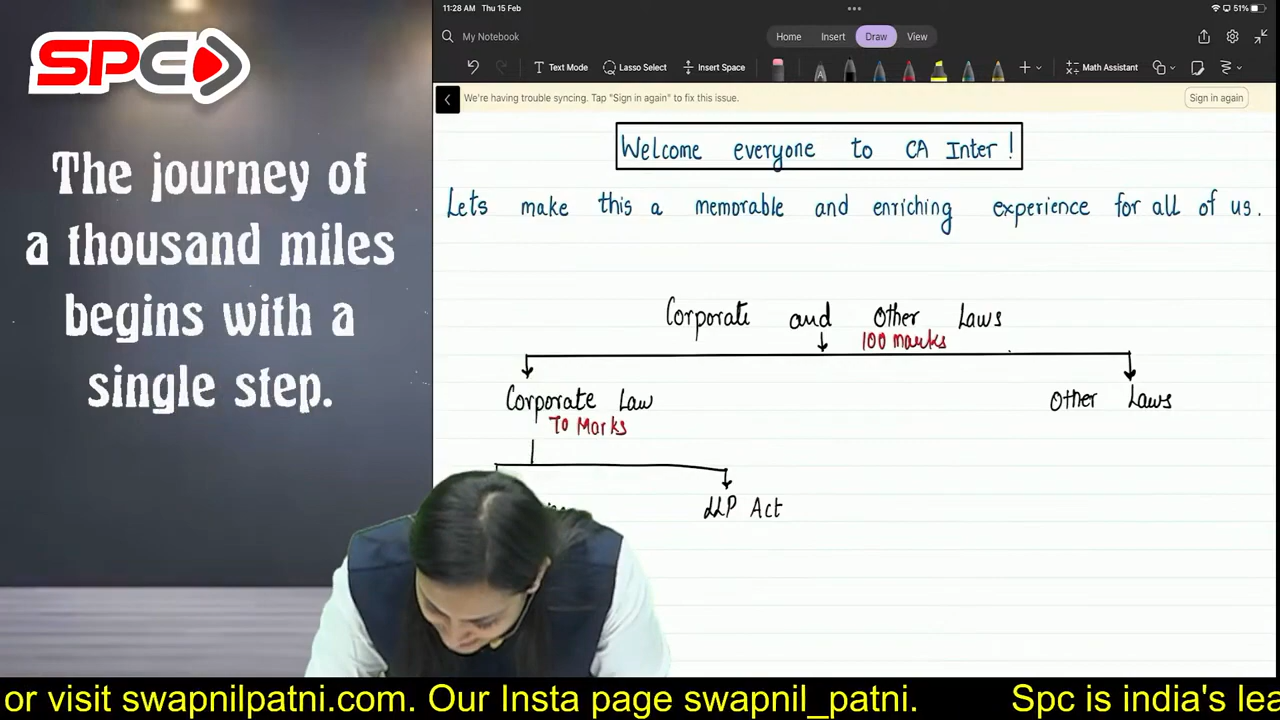 SPC
The journey of
a thousand miles
begins with a
single step.
11:28 AM Thu 15 Feb
51%
My Notebook
Home Insert Draw View
Text Mode Lasso Select Insert Space Math Assistant
We're having trouble syncing. Tap "Sign in again" to fix this issue. Sign in again
Welcome everyone to CA Inter!
Lets make this a memorable and enriching experience for all of us.
Corporate and Other Laws
100 marks
Corporate Law Other Laws
70 Marks
LLP Act
or visit swapnilpatni.com. Our Insta page swapnil_patni. Spc is india's lea